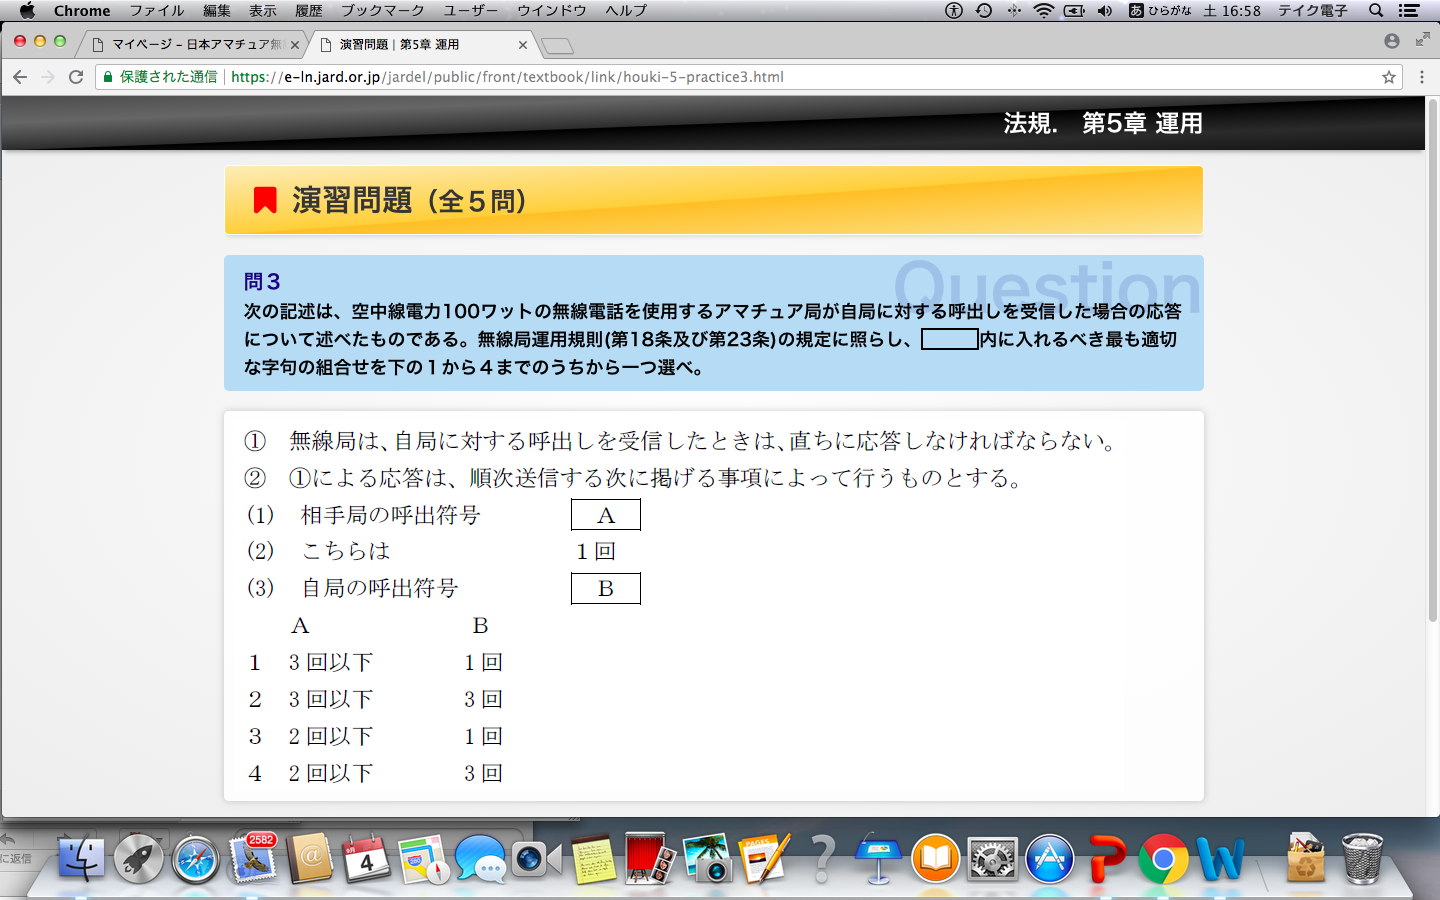 Chrome ファイル 編集 表示 履歴 ブックマーク ユーザー ウインドウ ヘルプ あ ひらがな 土 16:58 テイク電子
マイページ – 日本アマチュア無 演習問題 | 第5章 運用
保護された通信 https://e-ln.jard.or.jp/jardel/public/front/textbook/link/houki-5-practice3.html
法規. 第5章 運用
演習問題（全５問）
Question
問３
次の記述は、空中線電力100ワットの無線電話を使用するアマチュア局が自局に対する呼出しを受信した場合の応答
について述べたものである。無線局運用規則(第18条及び第23条)の規定に照らし、 内に入れるべき最も適切
な字句の組合せを下の１から４までのうちから一つ選べ。
① 無線局は、自局に対する呼出しを受信したときは、直ちに応答しなければならない。
② ①による応答は、順次送信する次に掲げる事項によって行うものとする。
(1) 相手局の呼出符号 A
(2) こちらは 1 回
(3) 自局の呼出符号 B
A B
1 3 回以下 1 回
2 3 回以下 3 回
3 2 回以下 1 回
4 2 回以下 3 回
に返信
2582
9月
4
280
PAGES